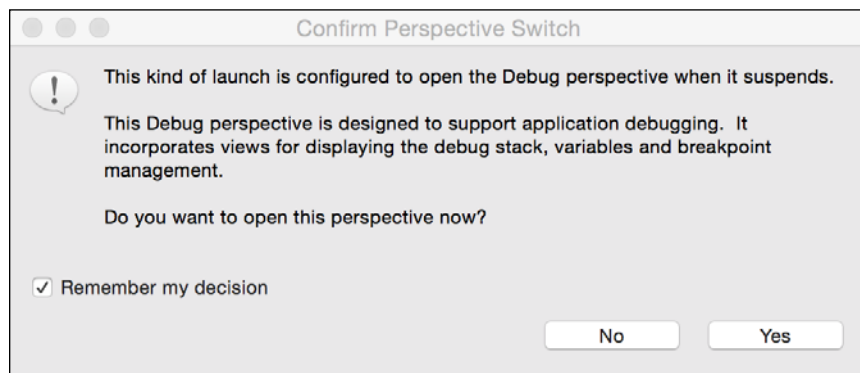 Confirm Perspective Switch
This kind of launch is configured to open the Debug perspective when it suspends.
This Debug perspective is designed to support application debugging.  It
incorporates views for displaying the debug stack, variables and breakpoint
management.
Do you want to open this perspective now?
Remember my decision
No
Yes